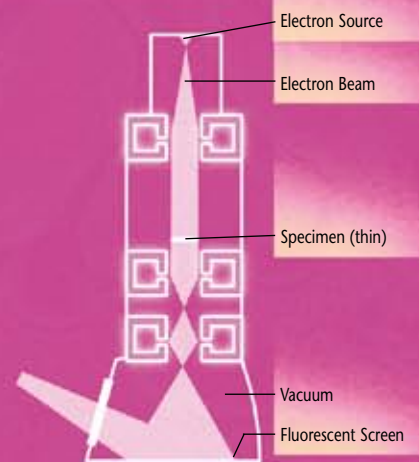 Electron Source
Electron Beam
Specimen (thin)
Vacuum
Fluorescent Screen